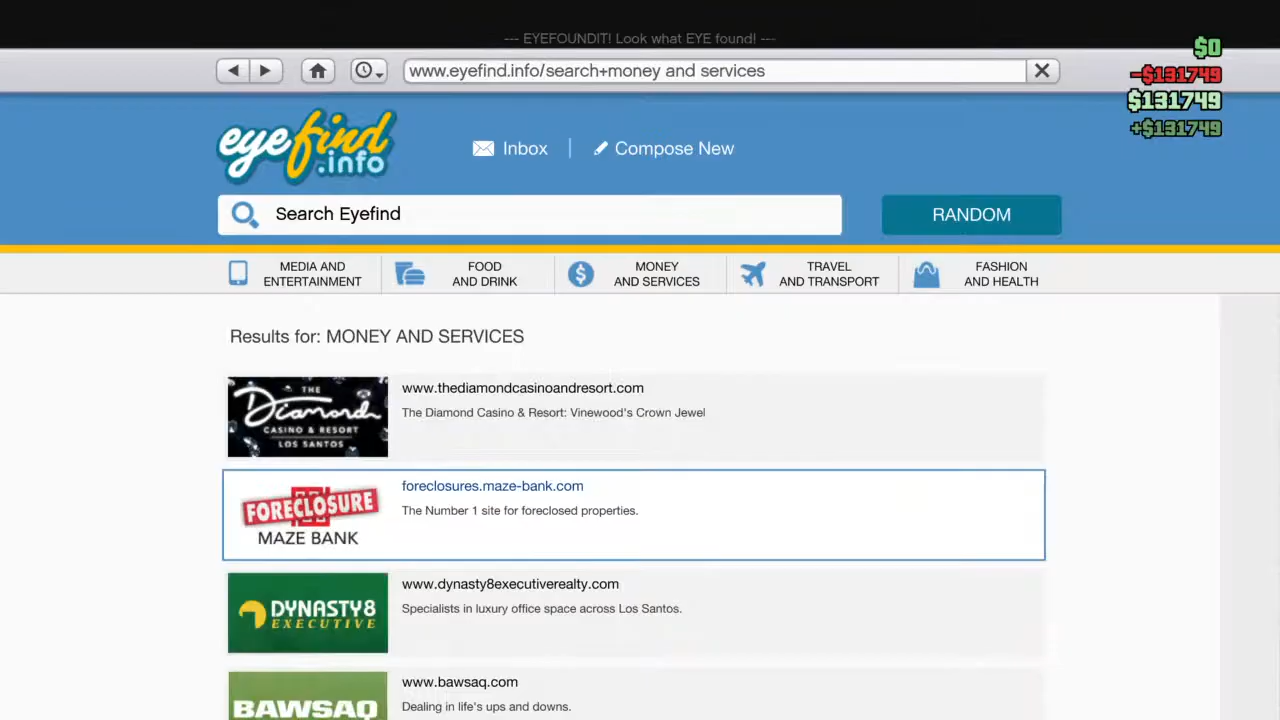 --- EYEFOUNDIT! Look what EYE found! ---
$0
-$131749
$131749
+$131749
www.eyefind.info/search+money and services
eyefind
.info
Inbox
Compose New
Search Eyefind
RANDOM
MEDIA AND
ENTERTAINMENT
FOOD
AND DRINK
MONEY
AND SERVICES
TRAVEL
AND TRANSPORT
FASHION
AND HEALTH
Results for: MONEY AND SERVICES
THE
Diamond
CASINO & RESORT
LOS SANTOS
www.thediamondcasinoandresort.com
The Diamond Casino & Resort: Vinewood's Crown Jewel
FORECLOSURE
MAZE BANK
foreclosures.maze-bank.com
The Number 1 site for foreclosed properties.
DYNASTY8
EXECUTIVE
www.dynasty8executiverealty.com
Specialists in luxury office space across Los Santos.
BAWSAQ
www.bawsaq.com
Dealing in life's ups and downs.